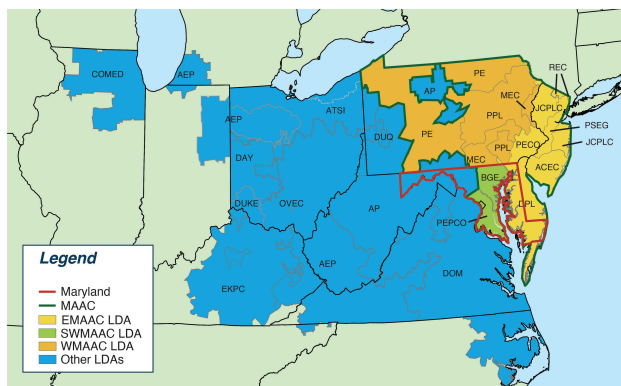 COMED
AEP
AEP
DAY
DUKE
OVEC
ATSI
DUQ
AP
AEP
EKPC
DOM
PEPCO
BGE
DPL
AP
PE
PE
MEC
PPL
PPL
MEC
PECO
REC
JCPLC
PSEG
JCPLC
ACEC
Legend
Maryland
MAAC
EMAAC LDA
SWMAAC LDA
WMAAC LDA
Other LDAs